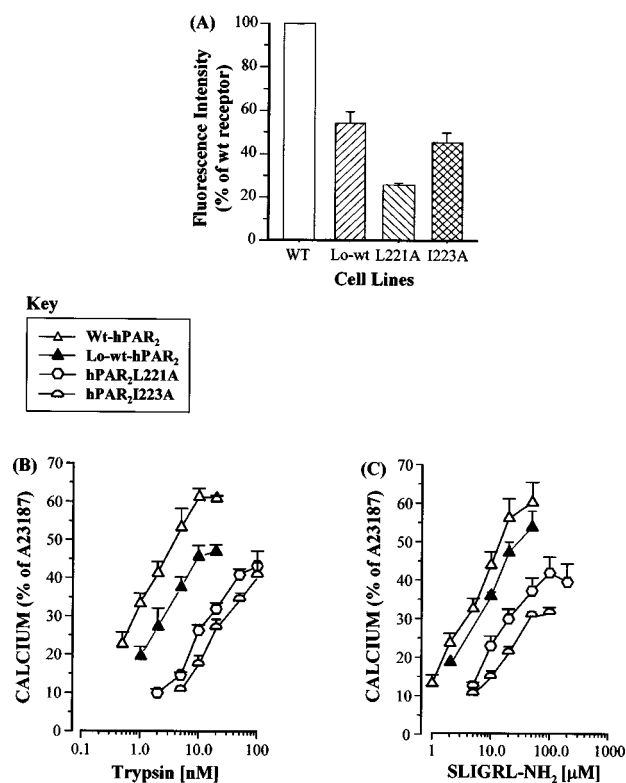 (A)
Fluorescence Intensity
(% of wt receptor)
100
80
60
40
20
0
WT Lo-wt L221A I223A
Cell Lines
Key
Wt-hPAR₂
Lo-wt-hPAR₂
hPAR₂L221A
hPAR₂I223A
(B)
CALCIUM (% of A23187)
70
60
50
40
30
20
10
0
0.1 1.0 10.0 100
Trypsin [nM]
(C)
CALCIUM (% of A23187)
70
60
50
40
30
20
10
0
1 10.0 100.0 1000.0
SLIGRL-NH₂ [µM]